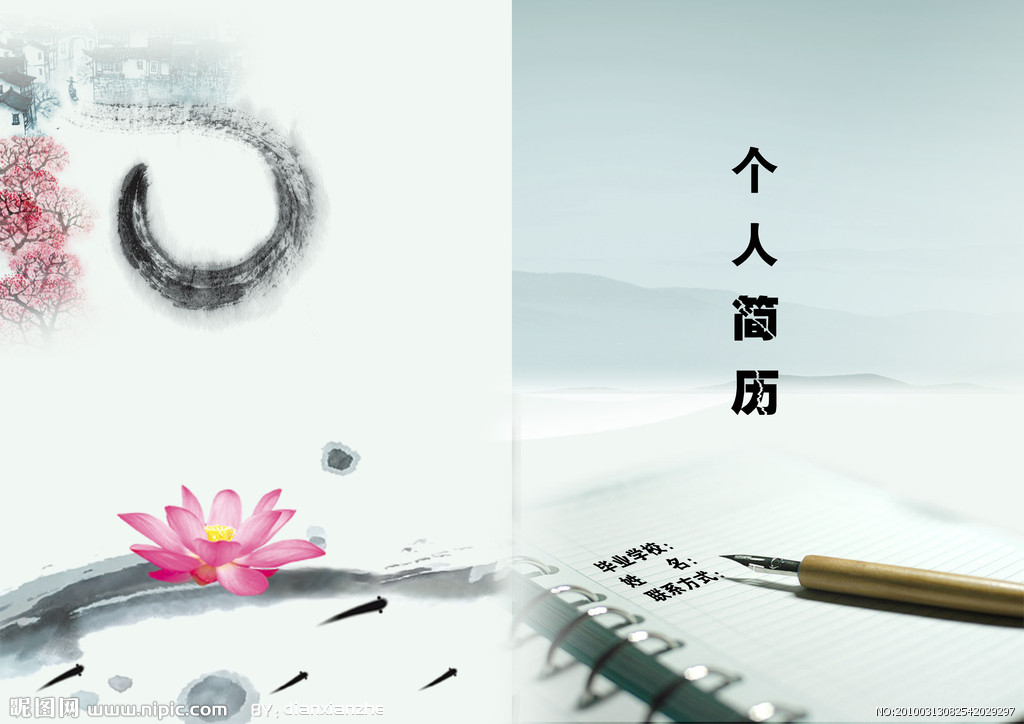 个
人
简
历
毕业学校：
姓 名：
联系方式：
昵图网 www.nipic.com BY：dianxianzhe
NO:20100313082542029297